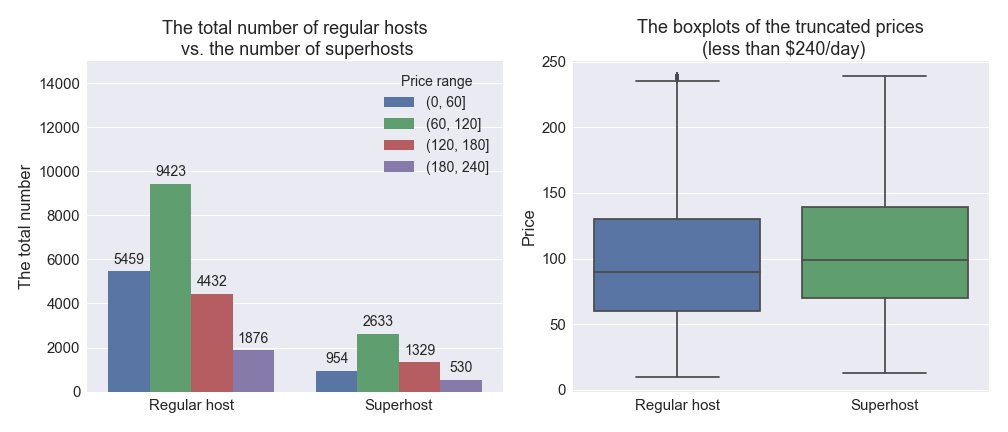 The total number of regular hosts
vs. the number of superhosts
The total number
14000
12000
10000
8000
6000
4000
2000
0
Price range
(0, 60]
(60, 120]
(120, 180]
(180, 240]
5459
9423
4432
1876
954
2633
1329
530
Regular host
Superhost
The boxplots of the truncated prices
(less than $240/day)
Price
250
200
150
100
50
0
Regular host
Superhost